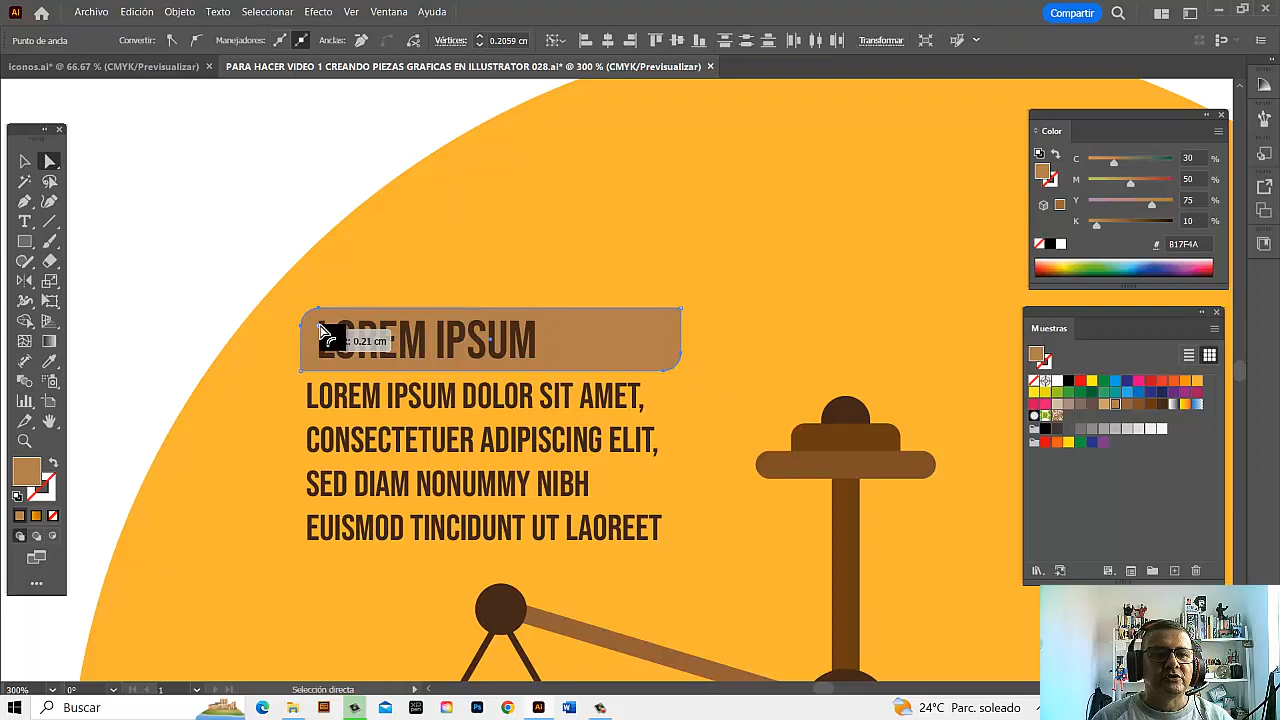 Archivo Edición Objeto Texto Seleccionar Efecto Ver Ventana Ayuda Compartir
Punto de ancla Convertir: Manejadores: Anclas: Vértices: 0.2059 cm Transformar
iconos.ai* @ 66.67 % (CMYK/Previsualizar) × PARA HACER VIDEO 1 CREANDO PIEZAS GRAFICAS EN ILLUSTRATOR 028.ai* @ 300 % (CMYK/Previsualizar) ×
Color
C 30 %
M 50 %
Y 75 %
K 10 %
# B17F4A
Muestras
LOREM IPSUM
: 0.21 cm
LOREM IPSUM DOLOR SIT AMET,
CONSECTETUER ADIPISCING ELIT,
SED DIAM NONUMMY NIBH
EUISMOD TINCIDUNT UT LAOREET
300% 0° 1 Selección directa
Buscar 24°C Parc. soleado